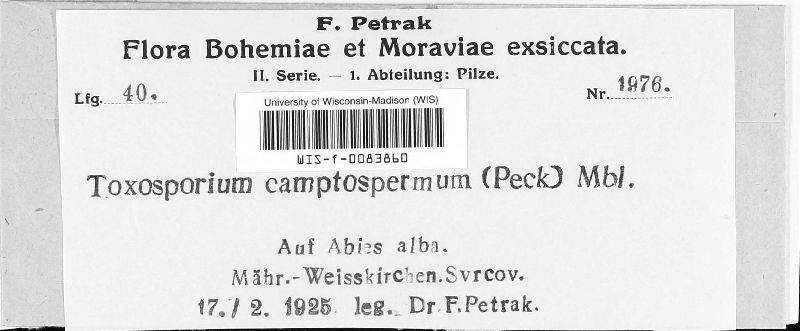 F. Petrak
Flora Bohemiae et Moraviae exsiccata.
II. Serie. — 1. Abteilung: Pilze.
Lfg. 40. Nr. 1976.
University of Wisconsin-Madison (WIS)
WIS-f-0083860
Toxosporium camptospermum (Peck) Mbl.
Auf Abies alba.
Mähr.-Weisskirchen.Svrcov.
17./ 2. 1925 leg. Dr.F.Petrak.